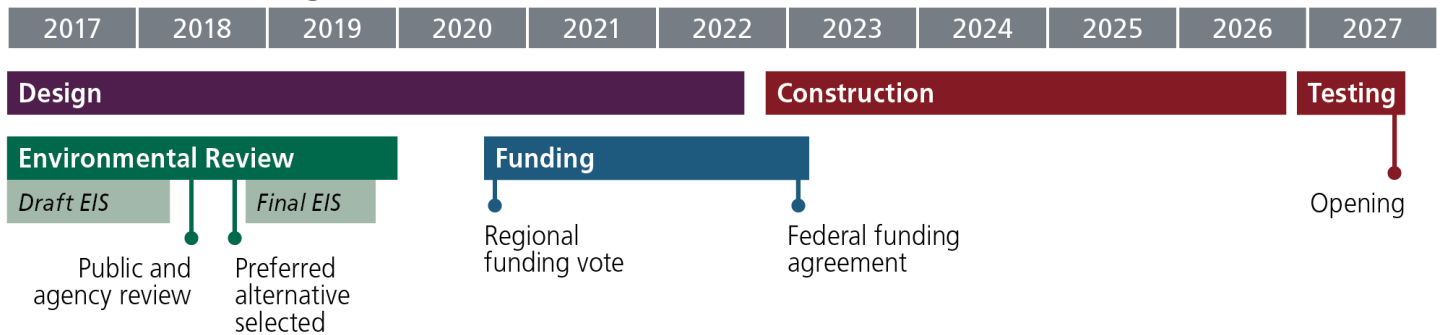 2017 2018 2019 2020 2021 2022 2023 2024 2025 2026 2027
Design Construction Testing
Environmental Review Funding
Draft EIS Final EIS
Opening
Regional
funding vote
Federal funding
agreement
Public and
agency review
Preferred
alternative
selected